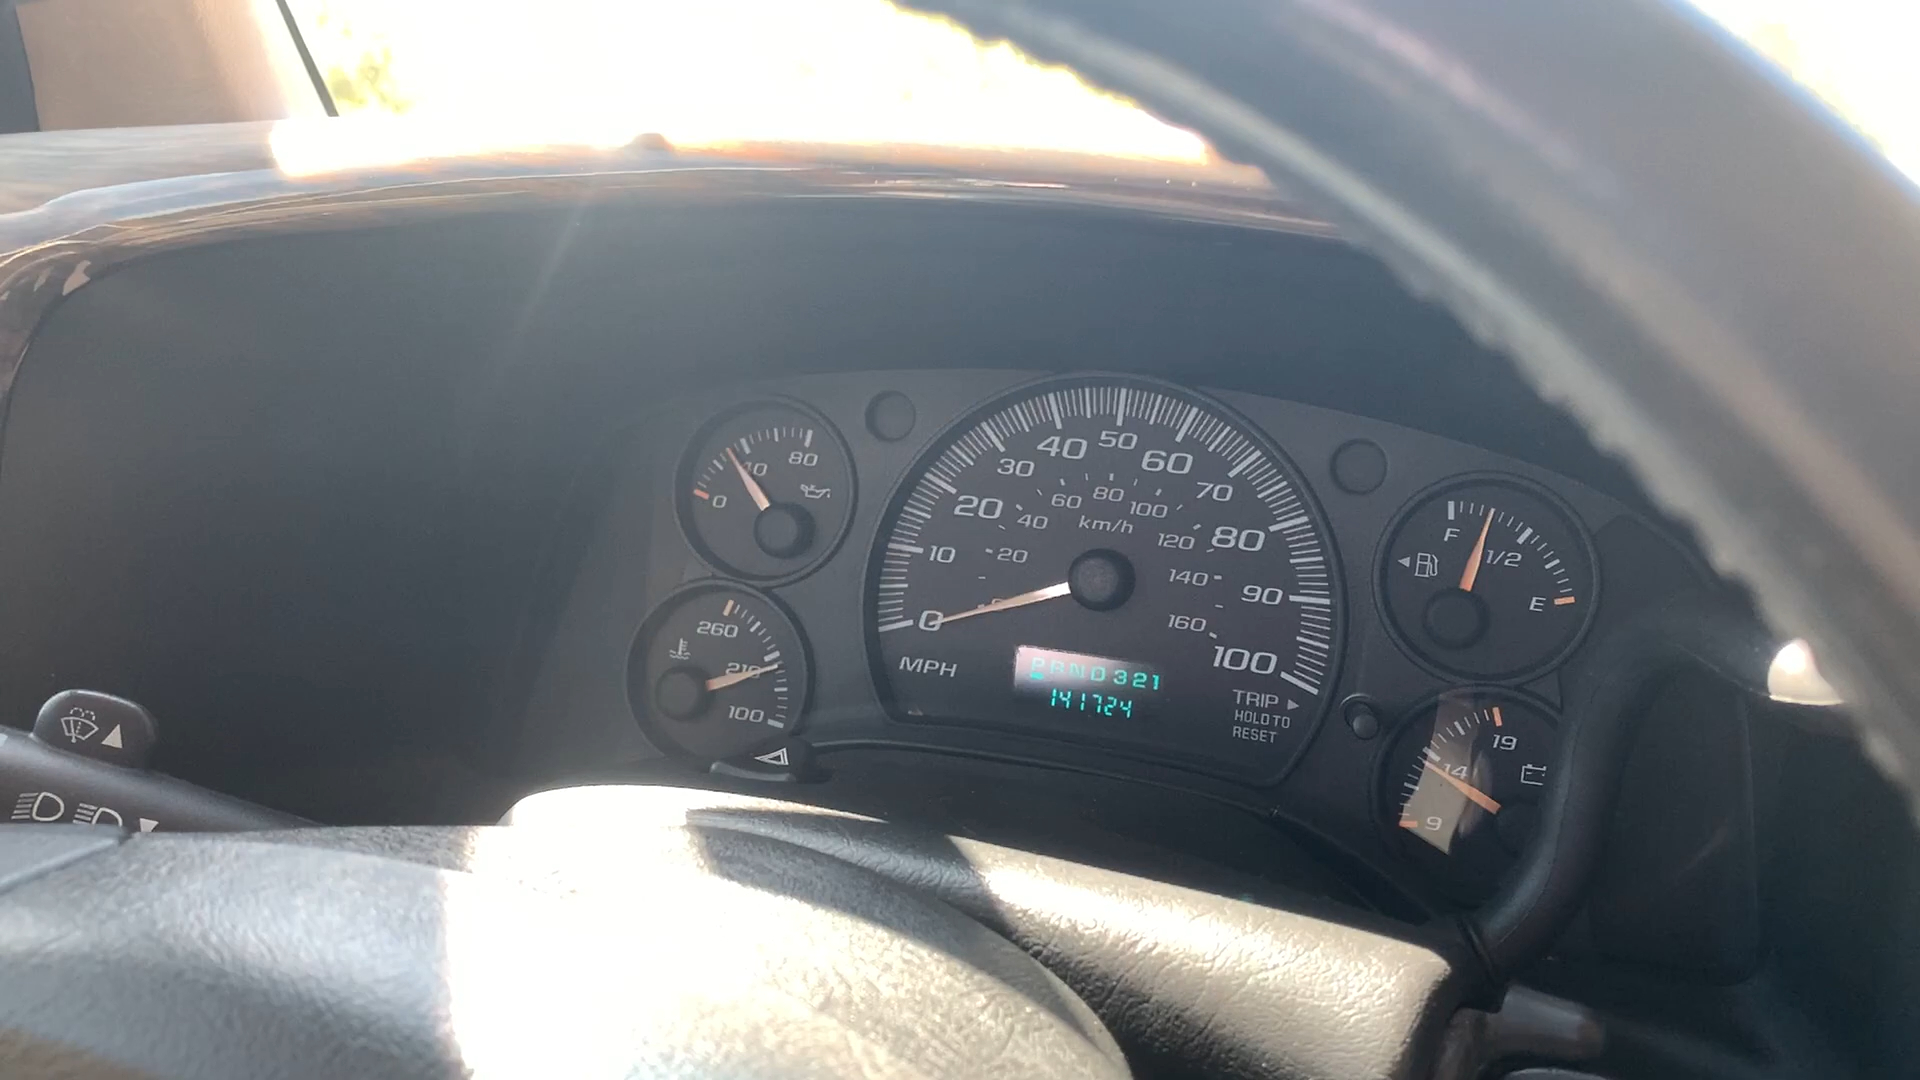 0 40 80
260
210
100
0 10 20 30 40 50 60 70 80 90 100
20 40 60 80 100 120 140 160
km/h
MPH
PRND321
141724
TRIP
HOLD TO
RESET
F 1/2 E
19
14
9